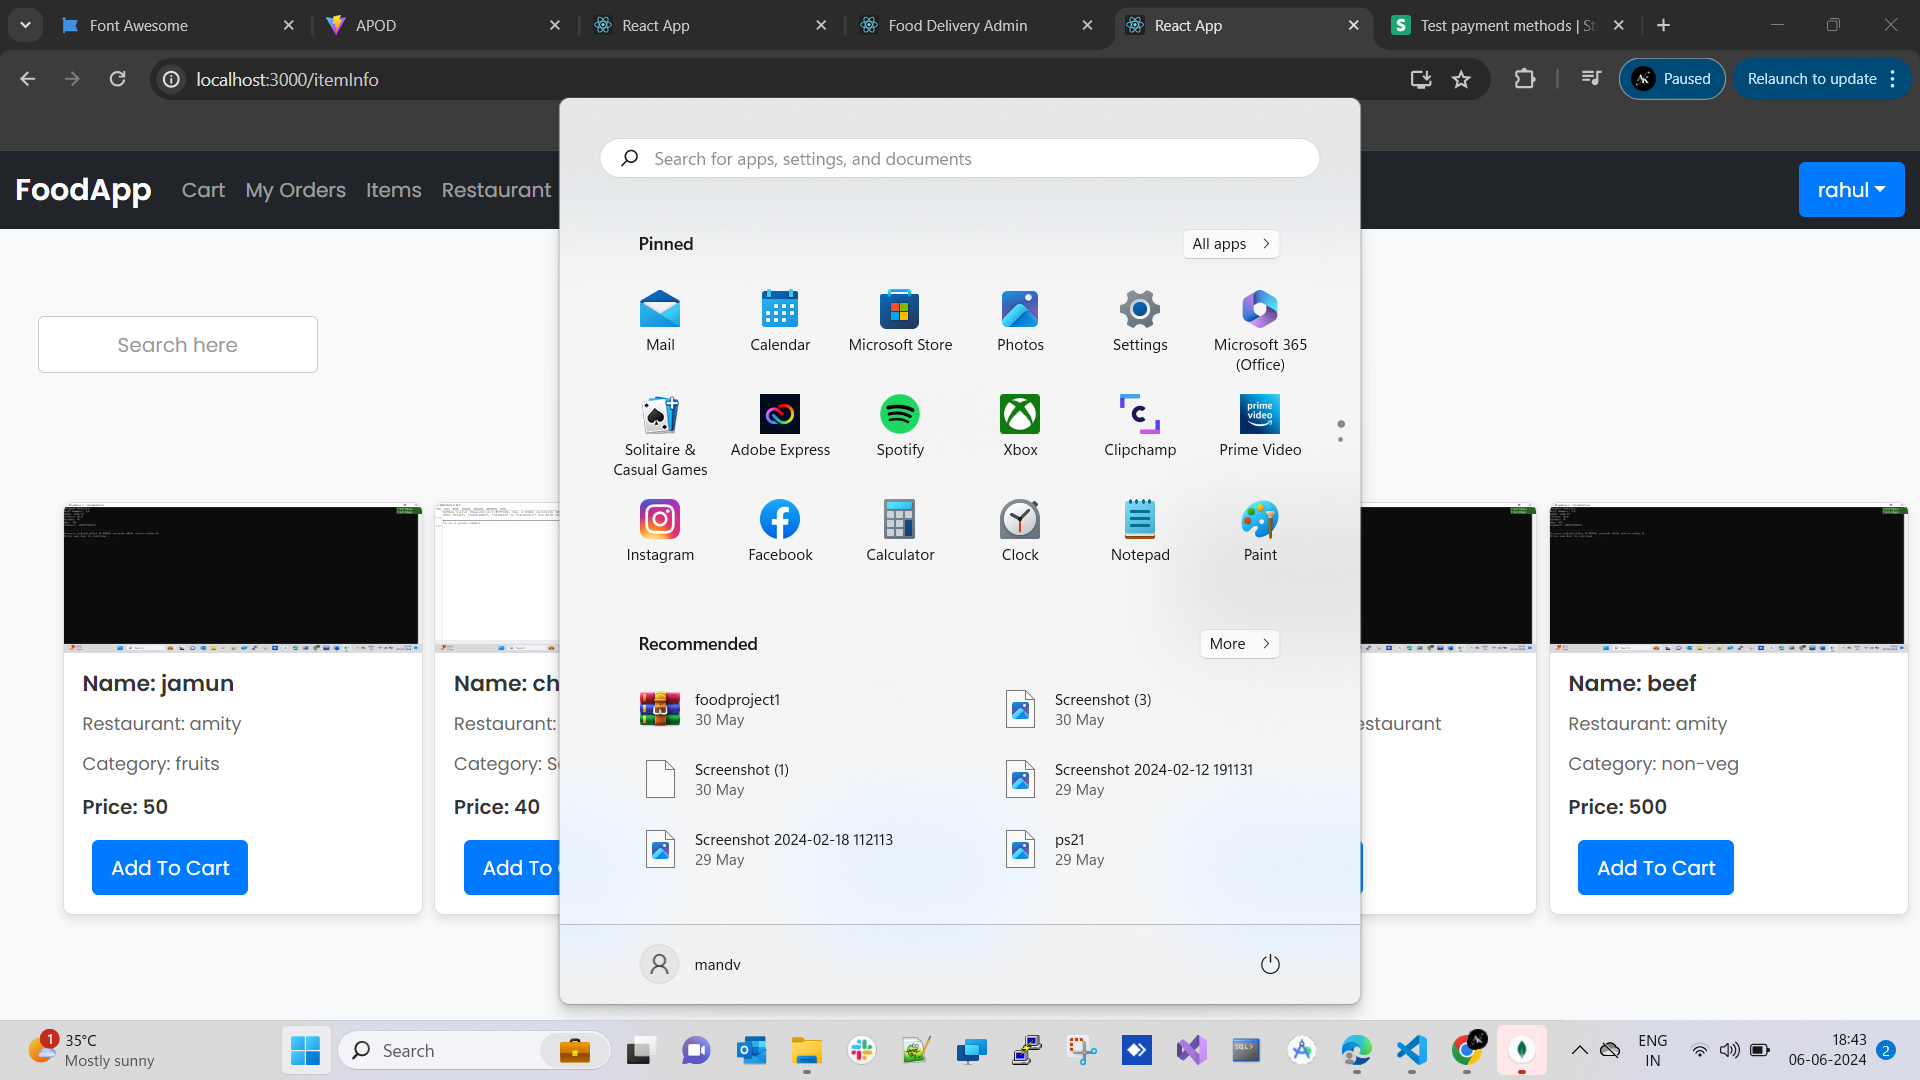 Font Awesome
APOD
React App
Food Delivery Admin
React App
Test payment methods | St
localhost:3000/itemInfo
Paused
Relaunch to update
FoodApp
Cart
My Orders
Items
Restaurant
rahul
Search here
Name: jamun
Restaurant: amity
Category: fruits
Price: 50
Add To Cart
Name: ch
Restaurant:
Category: S
Price: 40
Add To
Search for apps, settings, and documents
Pinned
All apps
Mail
Calendar
Microsoft Store
Photos
Settings
Microsoft 365
(Office)
Solitaire &
Casual Games
Adobe Express
Spotify
Xbox
Clipchamp
prime
video
Prime Video
Instagram
Facebook
Calculator
Clock
Notepad
Paint
Recommended
More
foodproject1
30 May
Screenshot (3)
30 May
Screenshot (1)
30 May
Screenshot 2024-02-12 191131
29 May
Screenshot 2024-02-18 112113
29 May
ps21
29 May
mandv
estaurant
Name: beef
Restaurant: amity
Category: non-veg
Price: 500
Add To Cart
1
35°C
Mostly sunny
Search
SQL>
ENG
IN
18:43
06-06-2024
2